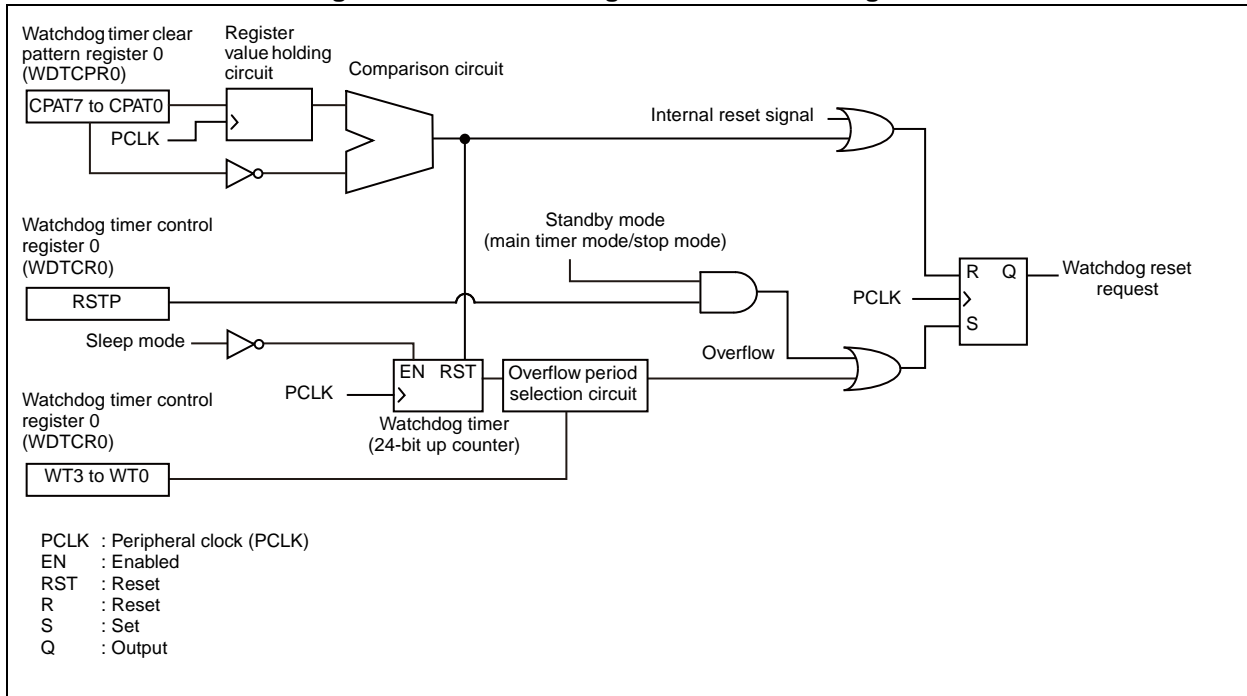 Watchdog timer clear
pattern register 0
(WDTCPR0)
Register
value holding
circuit
Comparison circuit
CPAT7 to CPAT0
PCLK
Internal reset signal
Watchdog timer control
register 0
(WDTCR0)
Standby mode
(main timer mode/stop mode)
RSTP
R Q
PCLK
S
Watchdog reset
request
Sleep mode
Overflow
EN RST
PCLK
Overflow period
selection circuit
Watchdog timer
(24-bit up counter)
Watchdog timer control
register 0
(WDTCR0)
WT3 to WT0
PCLK : Peripheral clock (PCLK)
EN : Enabled
RST : Reset
R : Reset
S : Set
Q : Output